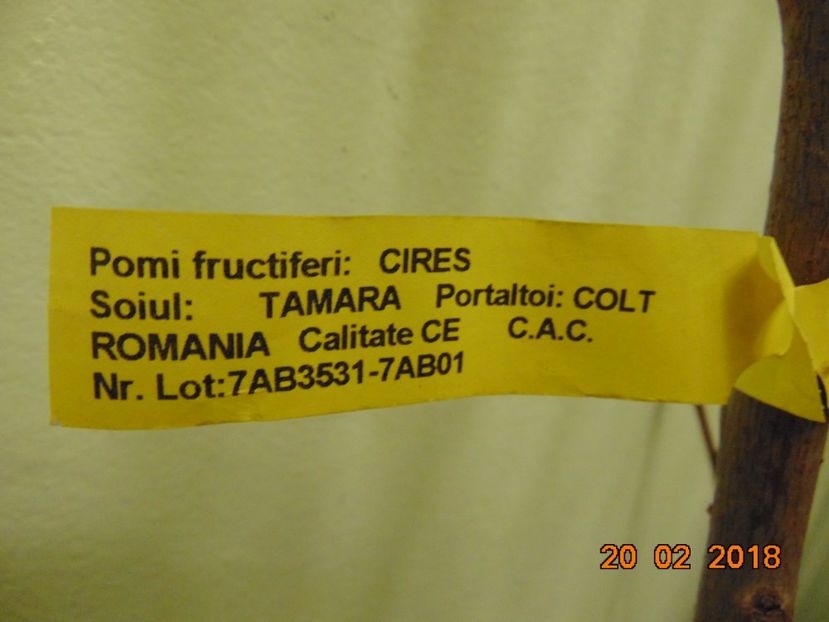 Pomi fructiferi: CIRES
Soiul: TAMARA Portaltoi: COLT
ROMANIA Calitate CE C.A.C.
Nr. Lot:7AB3531-7AB01
20 02 2018